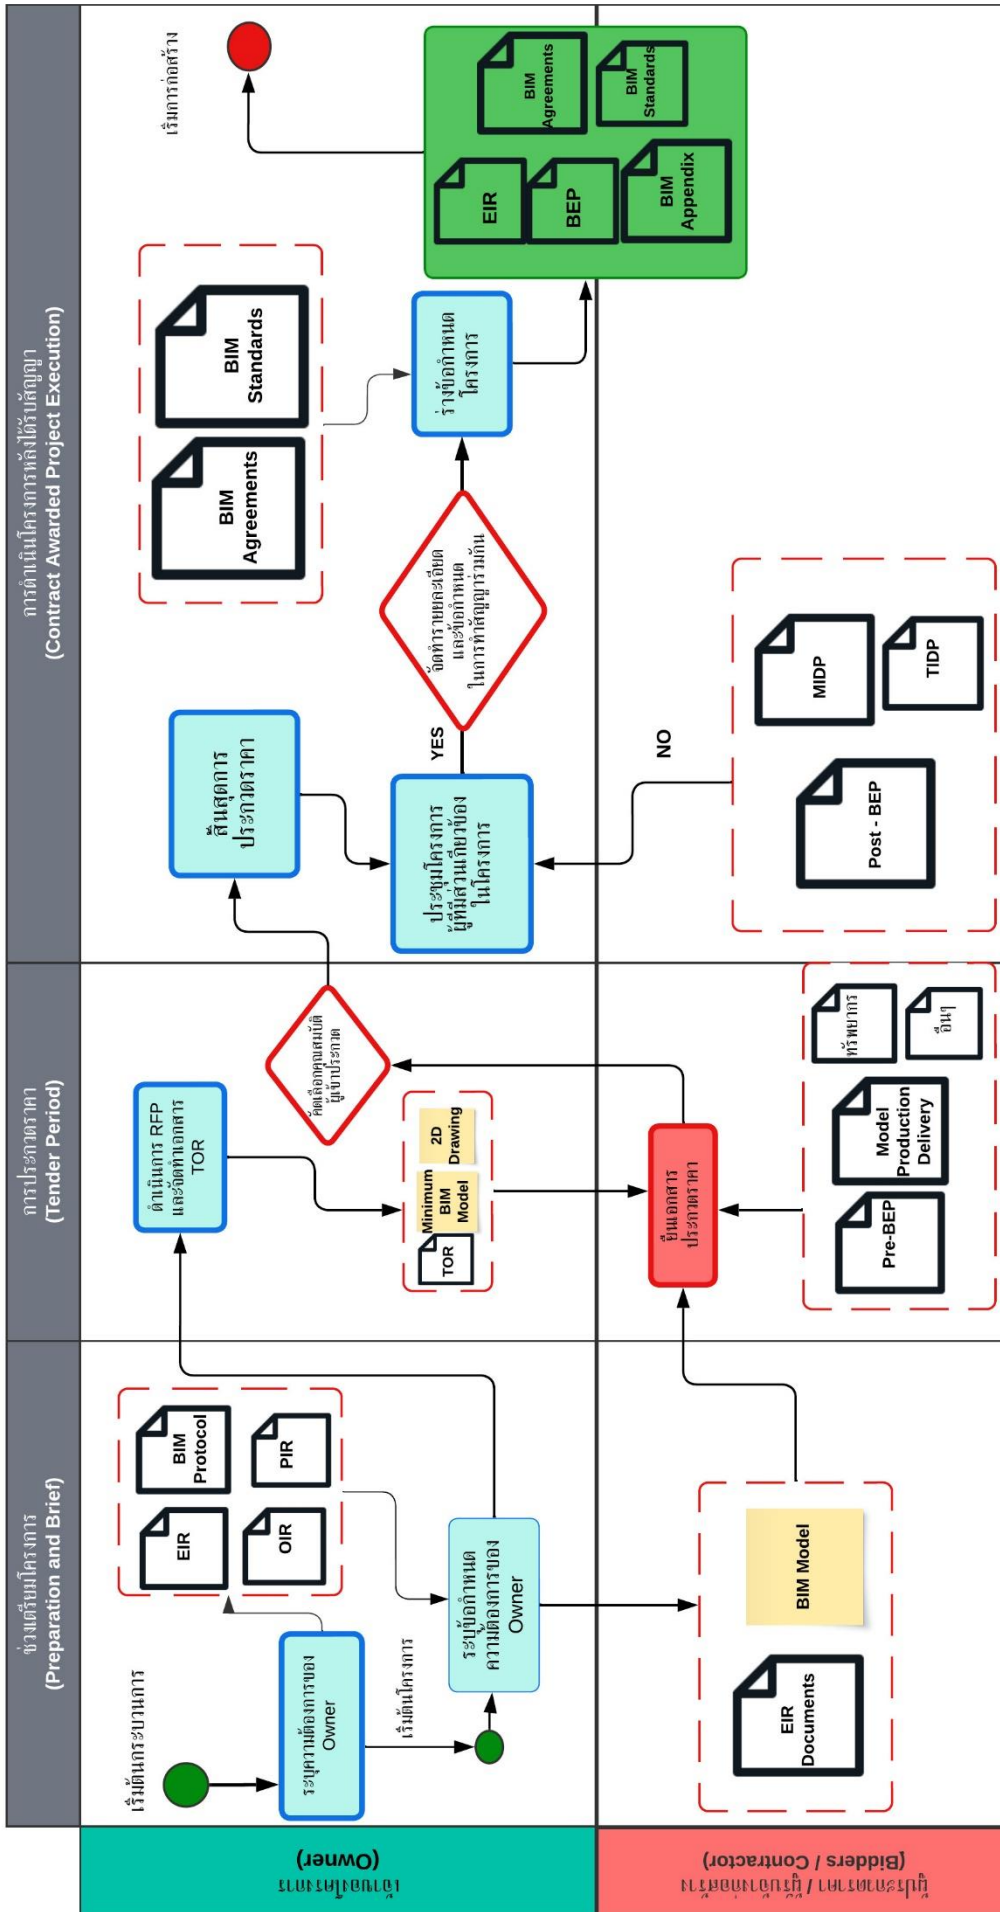 ช่วงเตรียมโครงการ
(Preparation and Brief)
การประกวดราคา
(Tender Period)
การดำเนินโครงการหลังได้รับสัญญา
(Contract Awarded Project Execution)
เจ้าของโครงการ
(Owner)
เริ่มต้นกระบวนการ
ระบุความต้องการของ
Owner
เริ่มต้นโครงการ
EIR
BIM
Protocol
OIR
PIR
ระบุข้อกำหนด
ความต้องการของ
Owner
ดำเนินการ RFP
และจัดทำเอกสาร
TOR
TOR
Minimum
BIM
Model
2D
Drawing
คัดเลือกคุณสมบัติ
ผู้เข้าประกวด
สิ้นสุดการ
ประกวดราคา
ประชุมโครงการ
ผู้ที่มีส่วนเกี่ยวข้อง
ในโครงการ
YES
จัดทำรายละเอียด
และข้อกำหนด
ในการทำสัญญาร่วมกัน
BIM
Agreements
BIM
Standards
ร่างข้อกำหนด
โครงการ
เริ่มการก่อสร้าง
EIR
BIM
Agreements
BEP
BIM
Standards
BIM
Appendix
ผู้ประกวดราคา / ผู้รับจ้างก่อสร้าง
(Bidders / Contractor)
EIR
Documents
BIM Model
ยื่นเอกสาร
ประกวดราคา
Pre-BEP
Model
Production
Delivery
ทรัพยากร
อื่นๆ
NO
Post - BEP
MIDP
TIDP